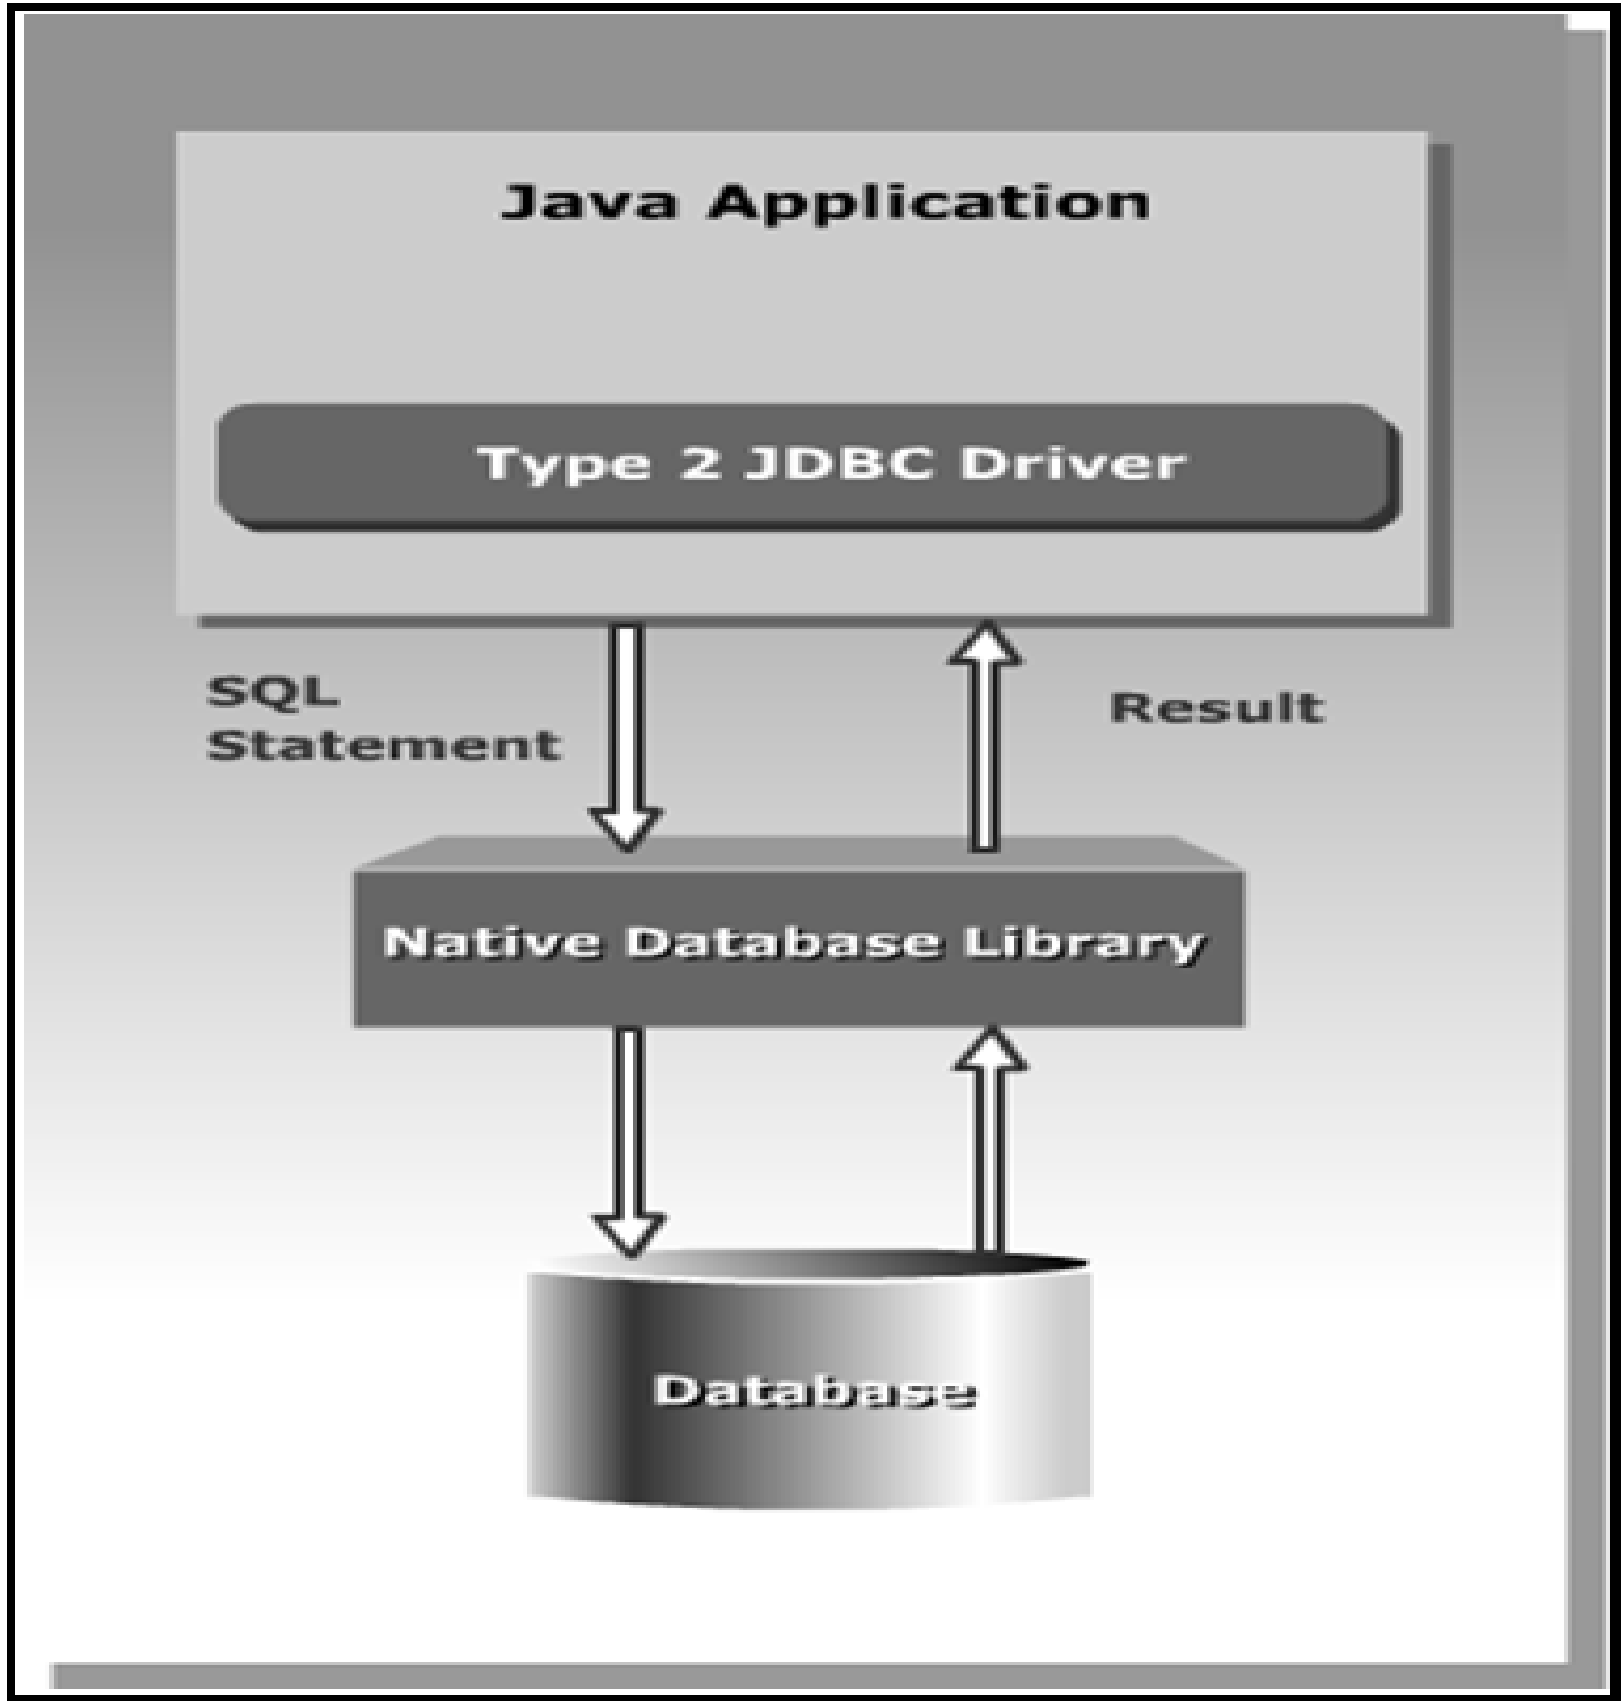 Java Application
Type 2 JDBC Driver
SQL
Statement
Result
Native Database Library
Database